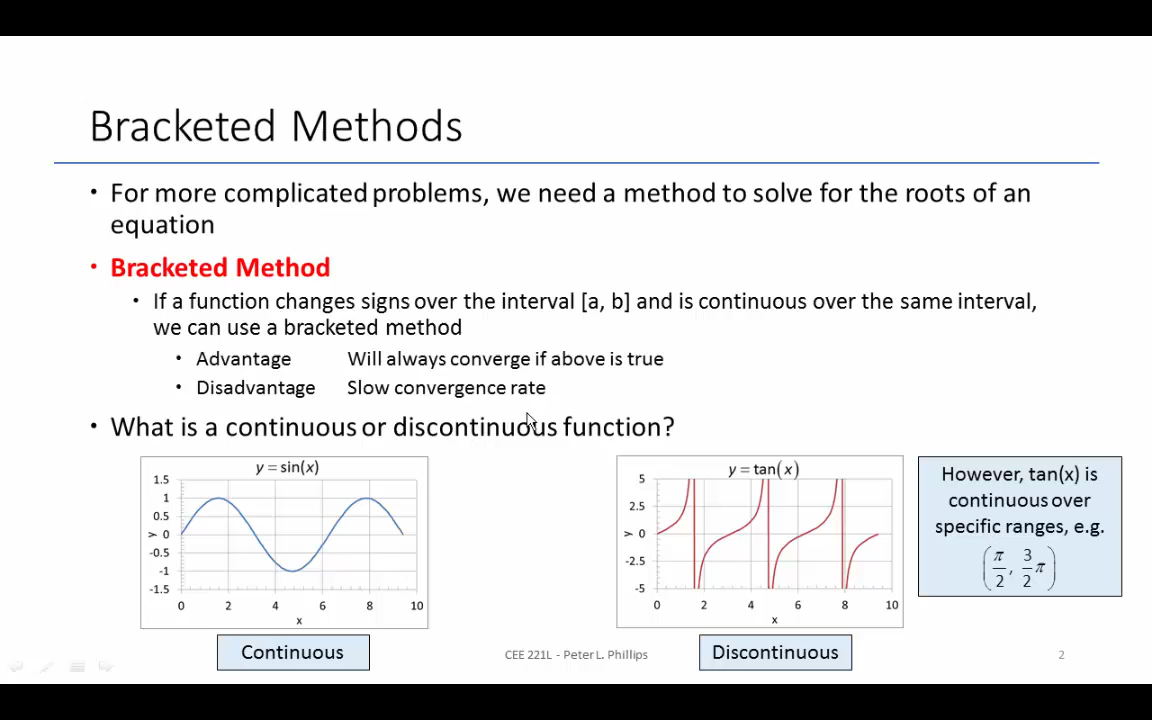 Bracketed Methods
• For more complicated problems, we need a method to solve for the roots of an
equation
• Bracketed Method
• If a function changes signs over the interval [a, b] and is continuous over the same interval,
we can use a bracketed method
• Advantage Will always converge if above is true
• Disadvantage Slow convergence rate
• What is a continuous or discontinuous function?
y = sin(x)
1.5
1
0.5
0
-0.5
-1
-1.5
y
0 2 4 6 8 10
x
Continuous
y = tan(x)
5
2.5
0
-2.5
-5
y
0 2 4 6 8 10
x
Discontinuous
However, tan(x) is
continuous over
specific ranges, e.g.
(π/2, 3/2 π)
CEE 221L - Peter L. Phillips
2